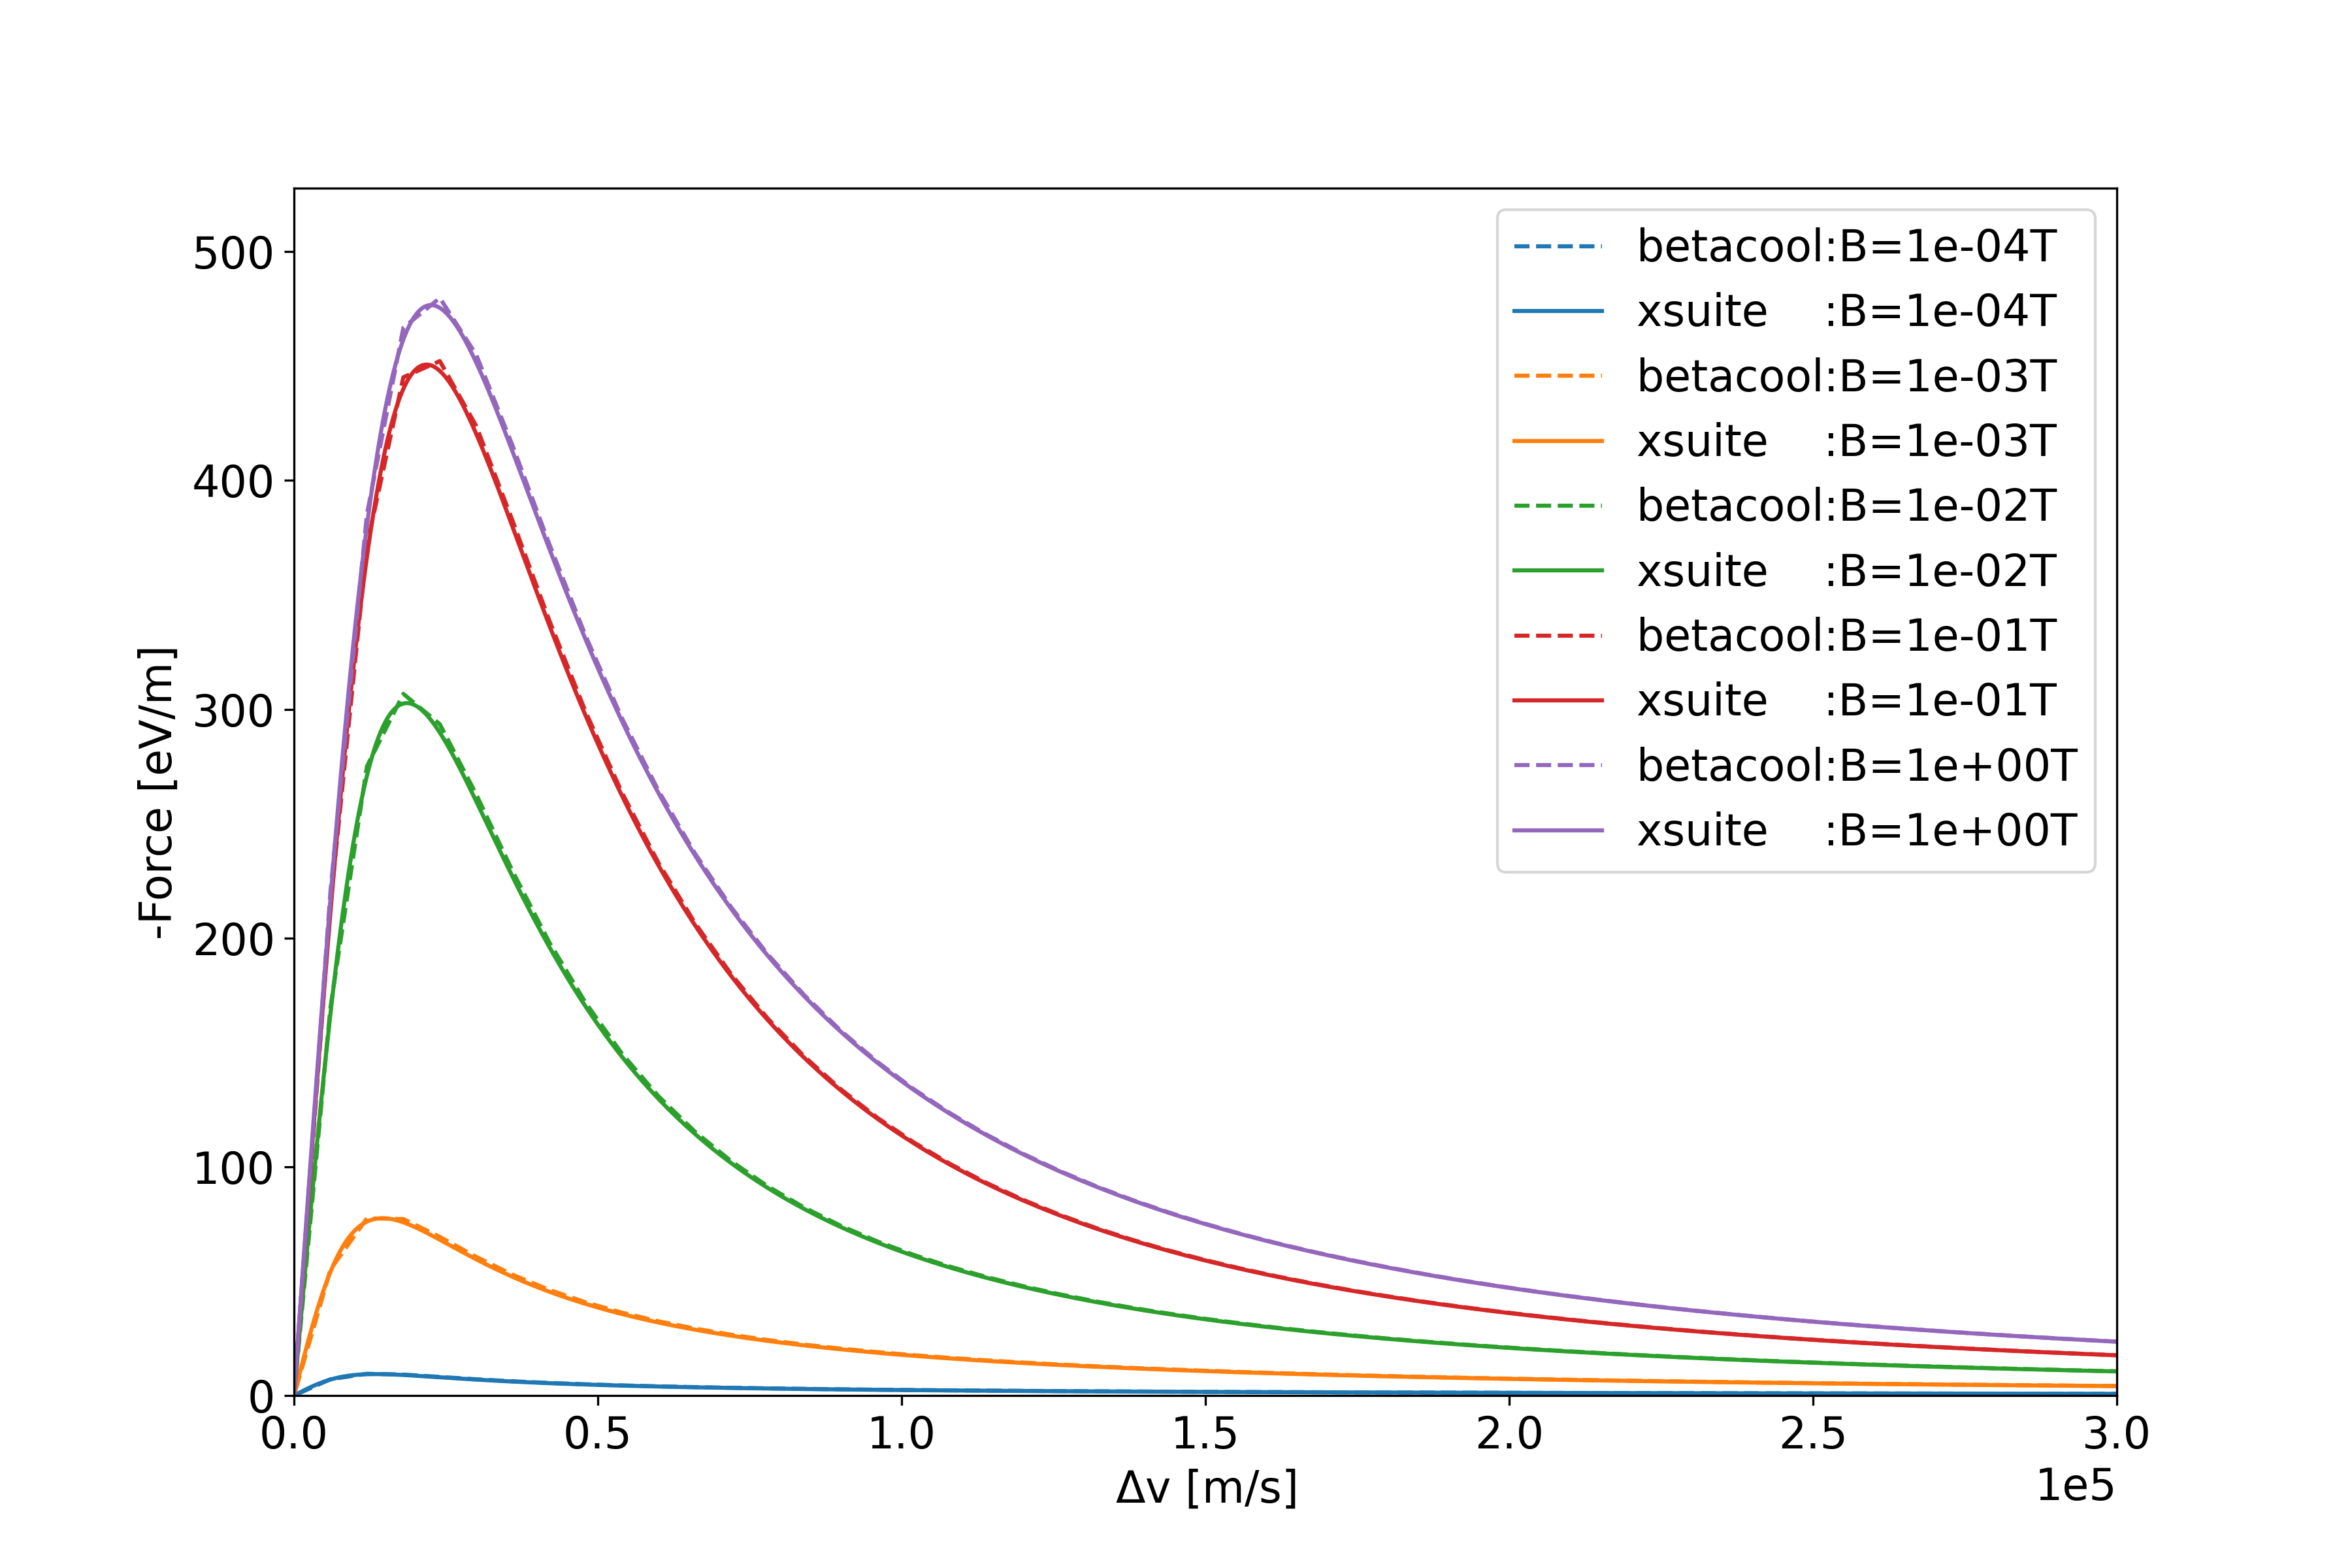 500
400
300
200
100
0
-Force [eV/m]
betacool:B=1e-04T
xsuite    :B=1e-04T
betacool:B=1e-03T
xsuite    :B=1e-03T
betacool:B=1e-02T
xsuite    :B=1e-02T
betacool:B=1e-01T
xsuite    :B=1e-01T
betacool:B=1e+00T
xsuite    :B=1e+00T
0.0 0.5 1.0 1.5 2.0 2.5 3.0
Δv [m/s]
1e5